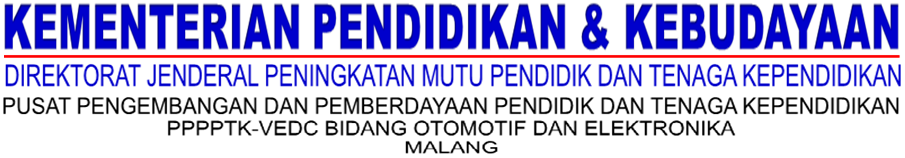 KEMENTERIAN PENDIDIKAN & KEBUDAYAAN
DIREKTORAT JENDERAL PENINGKATAN MUTU PENDIDIK DAN TENAGA KEPENDIDIKAN
PUSAT PENGEMBANGAN DAN PEMBERDAYAAN PENDIDIK DAN TENAGA KEPENDIDIKAN
PPPPTK-VEDC BIDANG OTOMOTIF DAN ELEKTRONIKA
MALANG